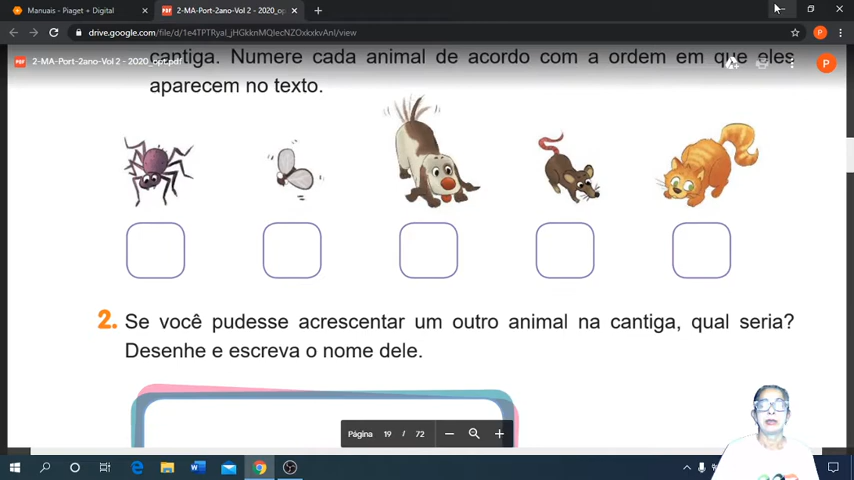 Manuais - Piaget + Digital
2-MA-Port-2ano-Vol 2 - 2020_op
drive.google.com/file/d/
/view
cantiga. Numere cada animal de acordo com a ordem em que eles
2-MA-Port-2ano-Vol 2 - 2020_opt.pdf
P
aparecem no texto.
2. Se você pudesse acrescentar um outro animal na cantiga, qual seria?
Desenhe e escreva o nome dele.
Página 19 / 72